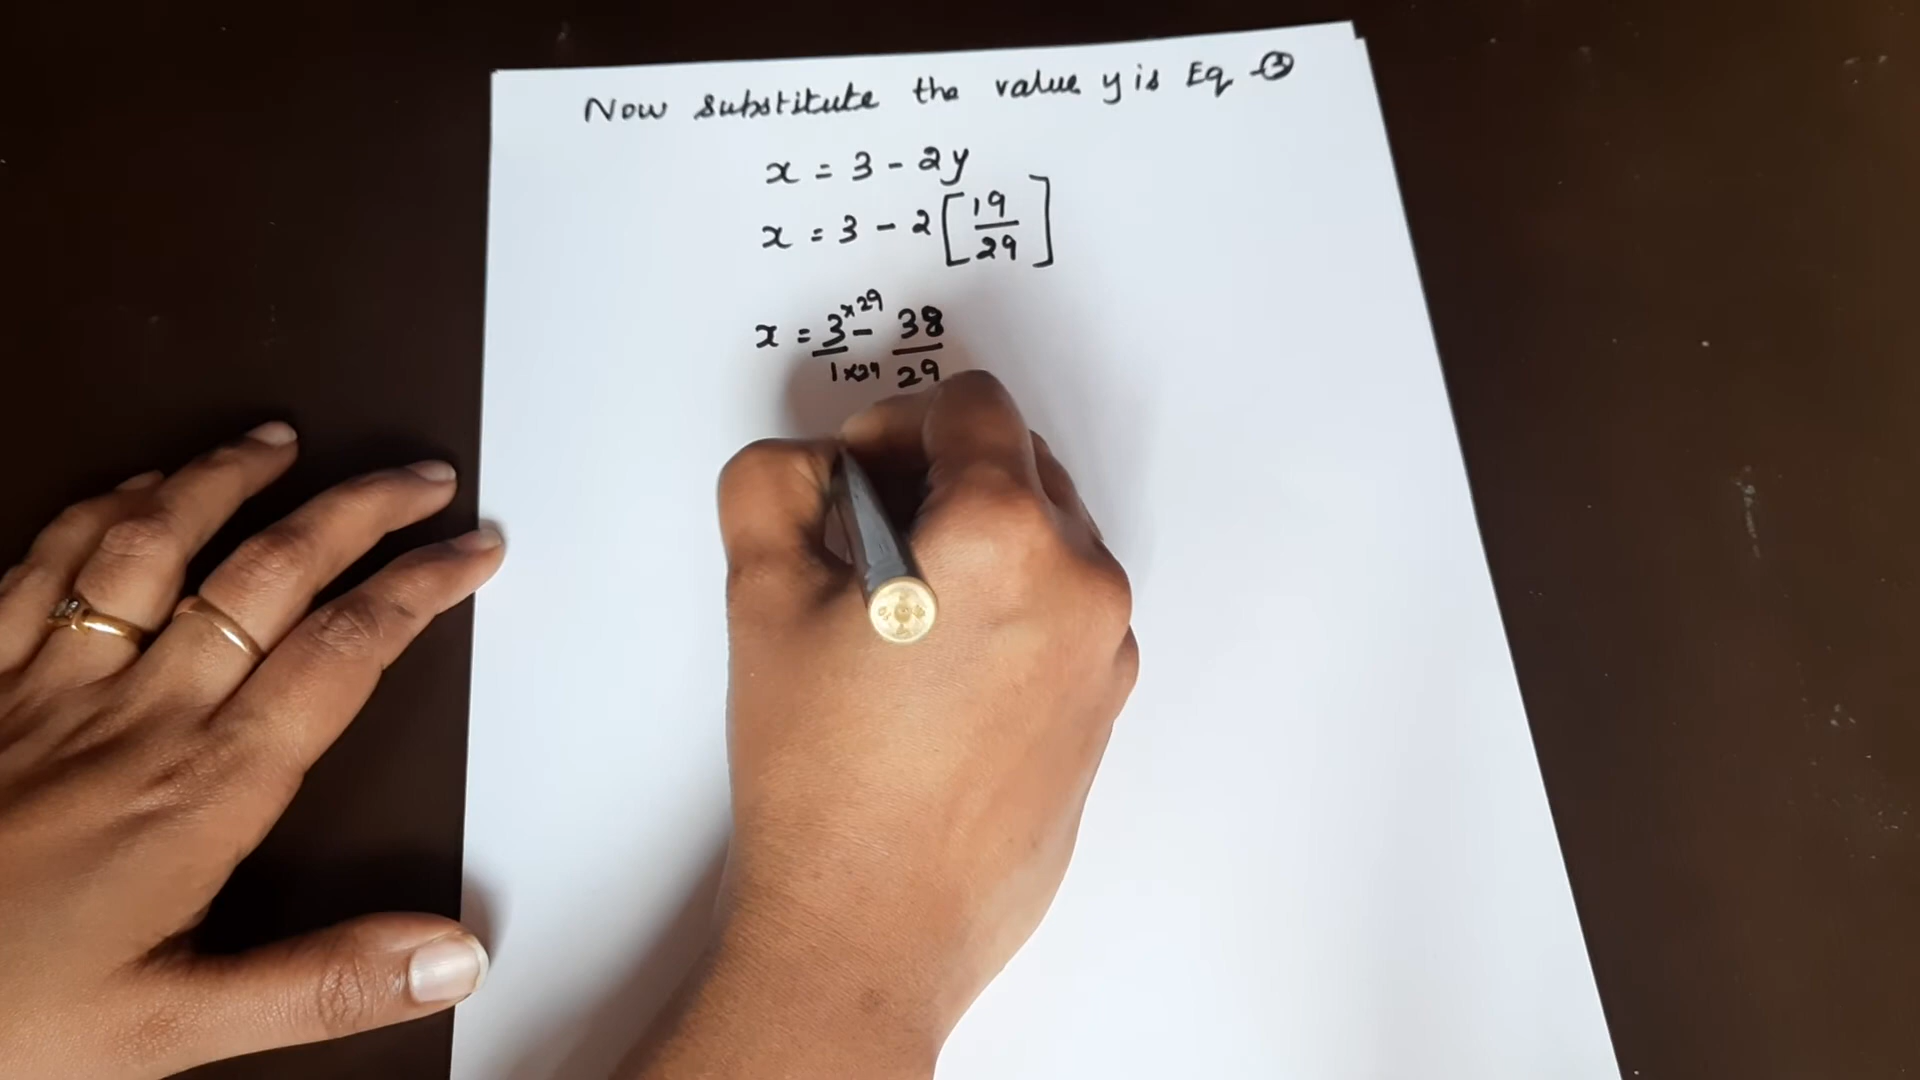 Now substitute the value y is Eq -③
x = 3 - 2y
x = 3 - 2 [19/29]
x = 3×29/1×29 - 38/29